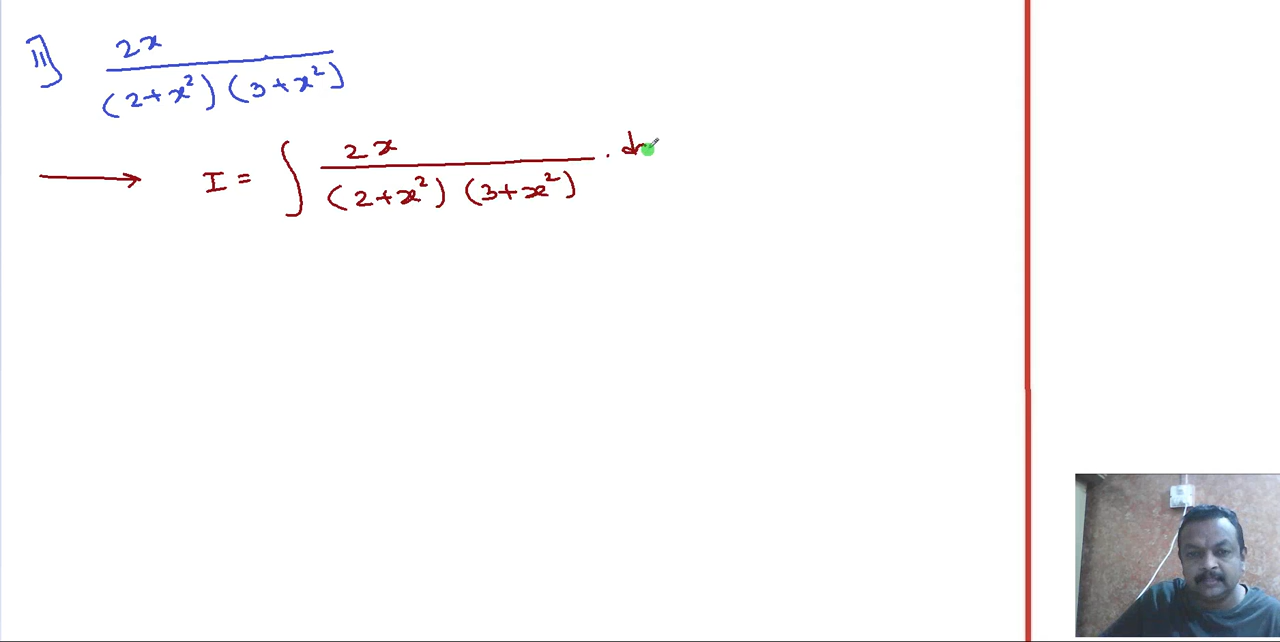 11] 2x / (2+x²) (3+x²)
⟶ I = ∫ 2x / (2+x²) (3+x²) . dx